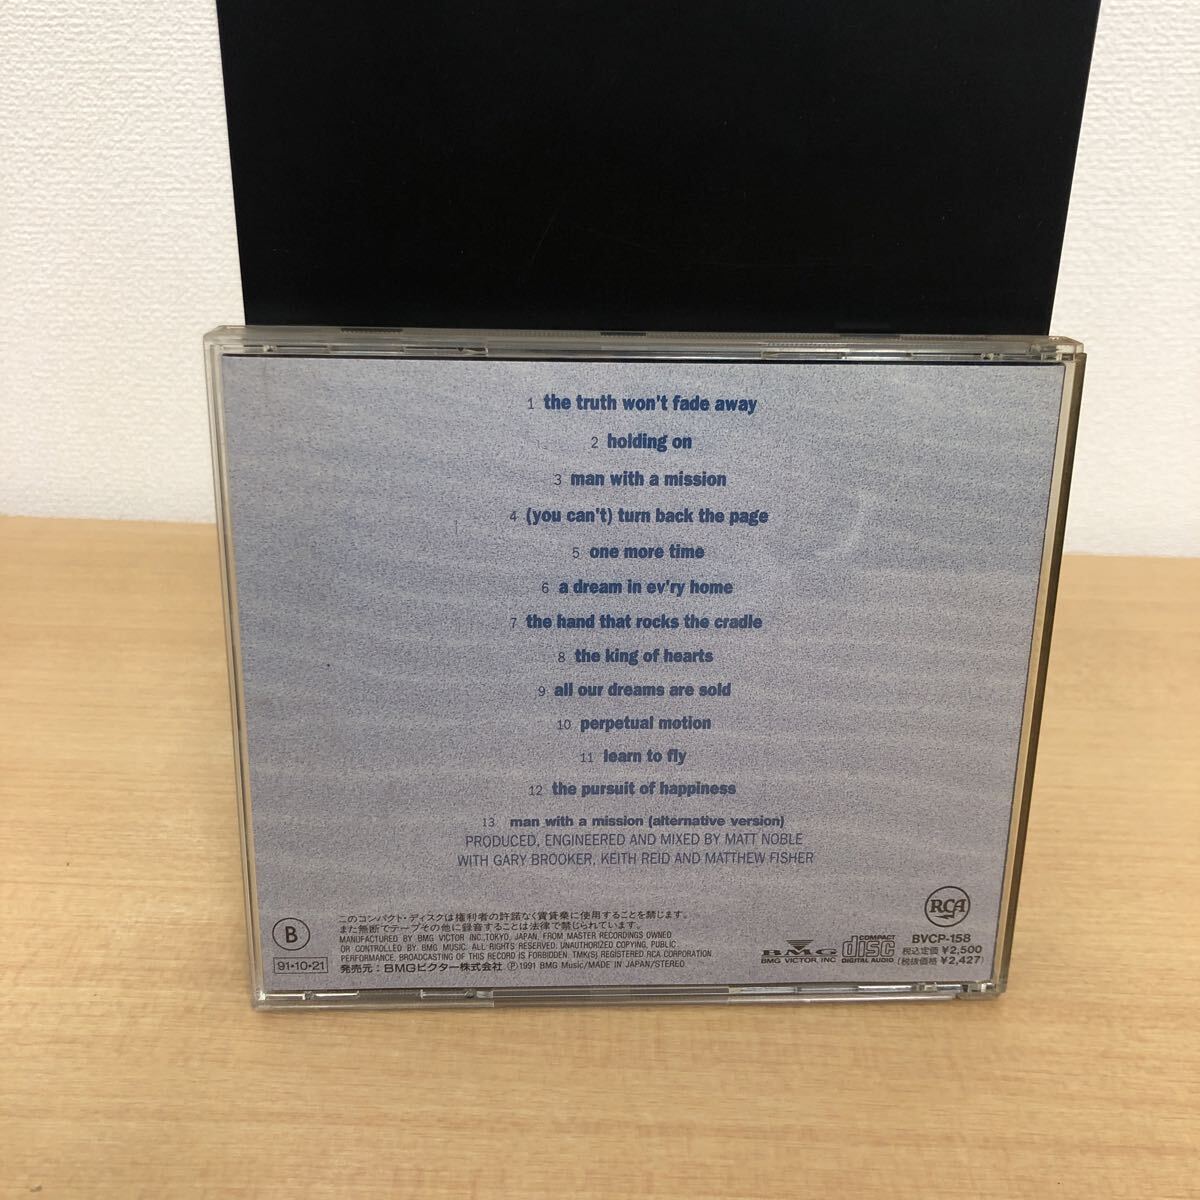 1 the truth won't fade away
2 holding on
3 man with a mission
4 (you can't) turn back the page
5 one more time
6 a dream in ev'ry home
7 the hand that rocks the cradle
8 the king of hearts
9 all our dreams are sold
10 perpetual motion
11 learn to fly
12 the pursuit of happiness
13 man with a mission (alternative version)
PRODUCED, ENGINEERED AND MIXED BY MATT NOBLE
WITH GARY BROOKER, KEITH REID AND MATTHEW FISHER
B
91•10•21
このコンパクト・ディスクは権利者の許諾なく賃貸業に使用することを禁じます。
また無断でテープその他に録音することは法律で禁じられています。
MANUFACTURED BY BMG VICTOR INC.,TOKYO, JAPAN, FROM MASTER RECORDINGS OWNED
OR CONTROLLED BY BMG MUSIC. ALL RIGHTS RESERVED. UNAUTHORIZED COPYING, PUBLIC
PERFORMANCE, BROADCASTING OF THIS RECORD IS FORBIDDEN. TMK(S) REGISTERED RCA CORPORATION.
発売元：BMGビクター株式会社 Ⓟ1991 BMG Music/MADE IN JAPAN/STEREO
BMG
BMG VICTOR, INC
COMPACT
disc
DIGITAL AUDIO
RCA
BVCP-158
税込定価 ¥2,500
(税抜価格 ¥2,427)